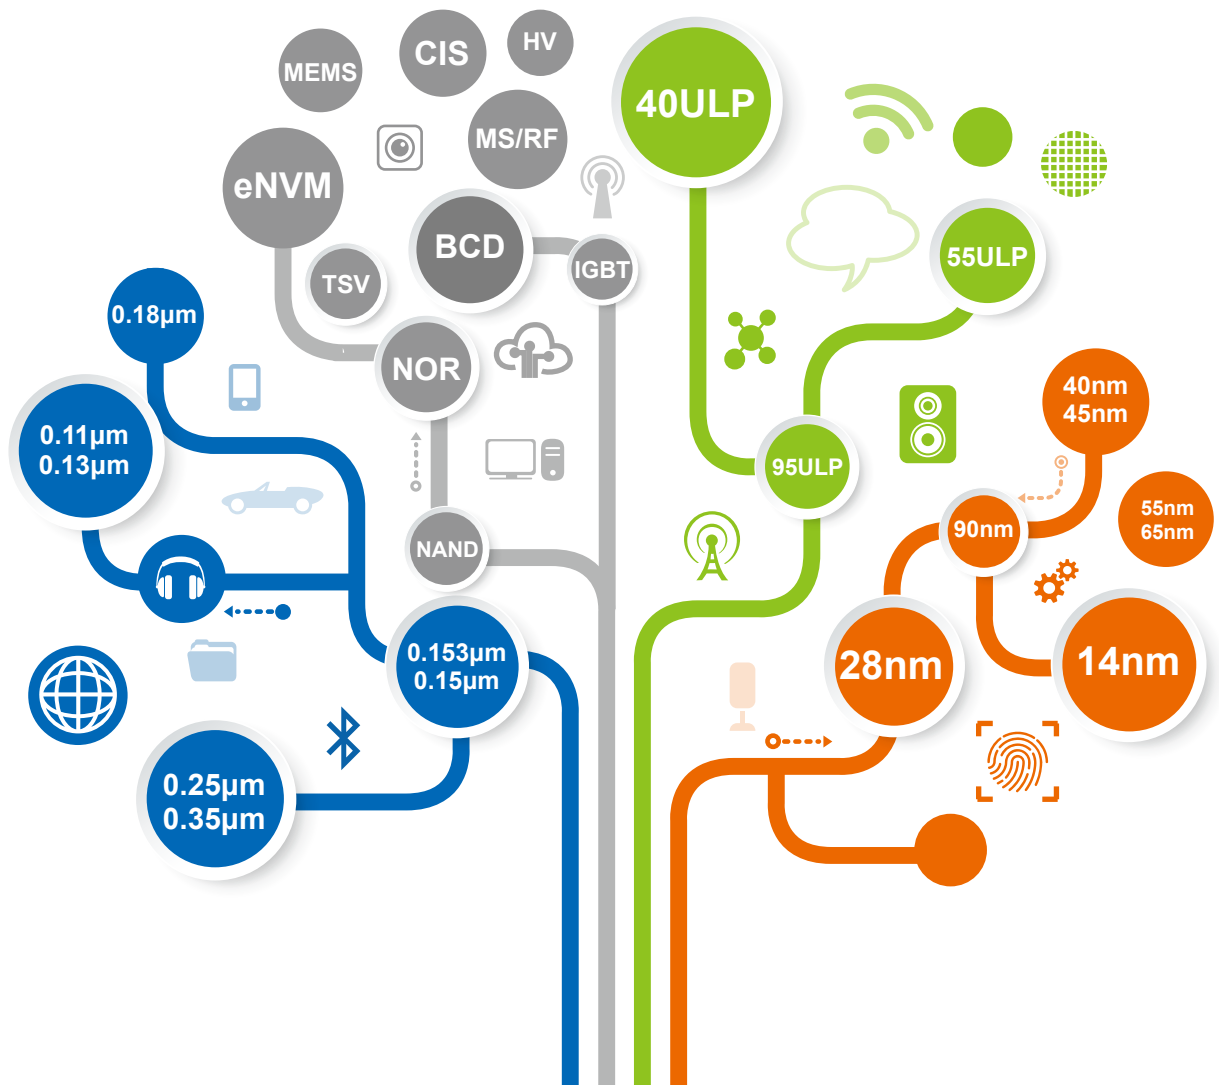 MEMS
CIS
HV
MS/RF
eNVM
BCD
TSV
IGBT
NOR
NAND
40ULP
55ULP
95ULP
0.18μm
0.11μm
0.13μm
0.153μm
0.15μm
0.25μm
0.35μm
40nm
45nm
55nm
65nm
90nm
28nm
14nm